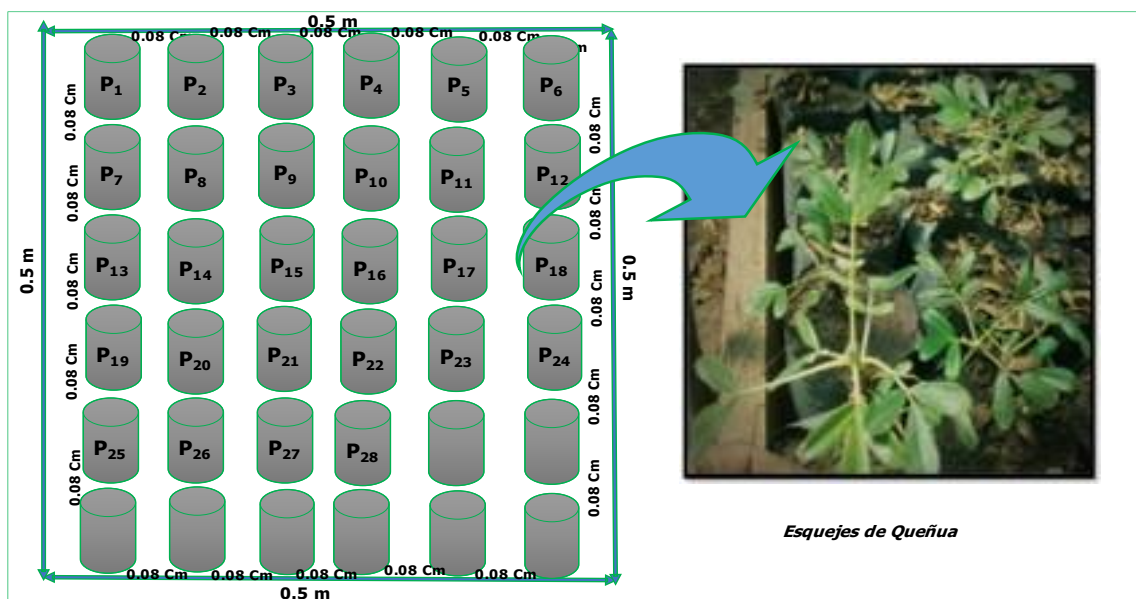 0.5 m
0.08 Cm 0.08 Cm 0.08 Cm 0.08 Cm 0.08 Cm
P1 P2 P3 P4 P5 P6
0.08 Cm 0.08 Cm
P7 P8 P9 P10 P11 P12
0.08 Cm 0.08 Cm
0.5 m
P13 P14 P15 P16 P17 P18
0.5 m
0.08 Cm 0.08 Cm
P19 P20 P21 P22 P23 P24
0.08 Cm 0.08 Cm
P25 P26 P27 P28
0.08 Cm 0.08 Cm
0.08 Cm 0.08 Cm 0.08 Cm 0.08 Cm 0.08 Cm
0.5 m
Esquejes de Queñua